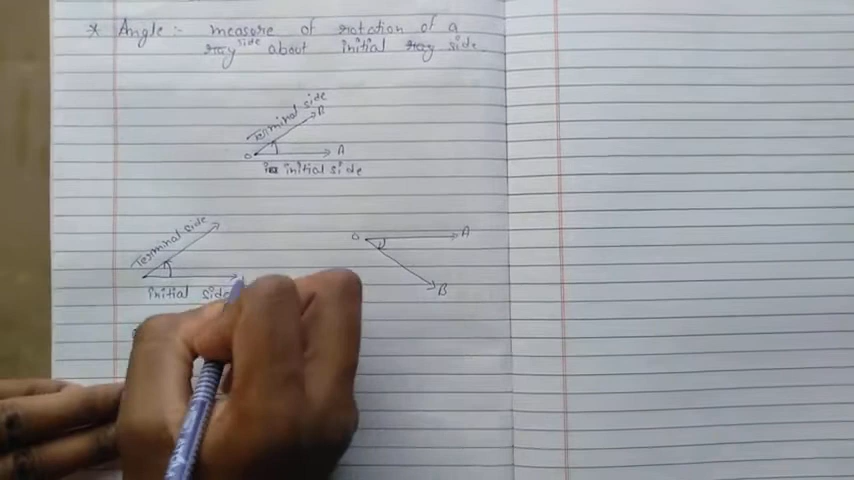 * Angle :- measure of rotation of a
ray side about initial ray side
Terminal side
B
O
A
initial side
Terminal side
initial side
O
A
B